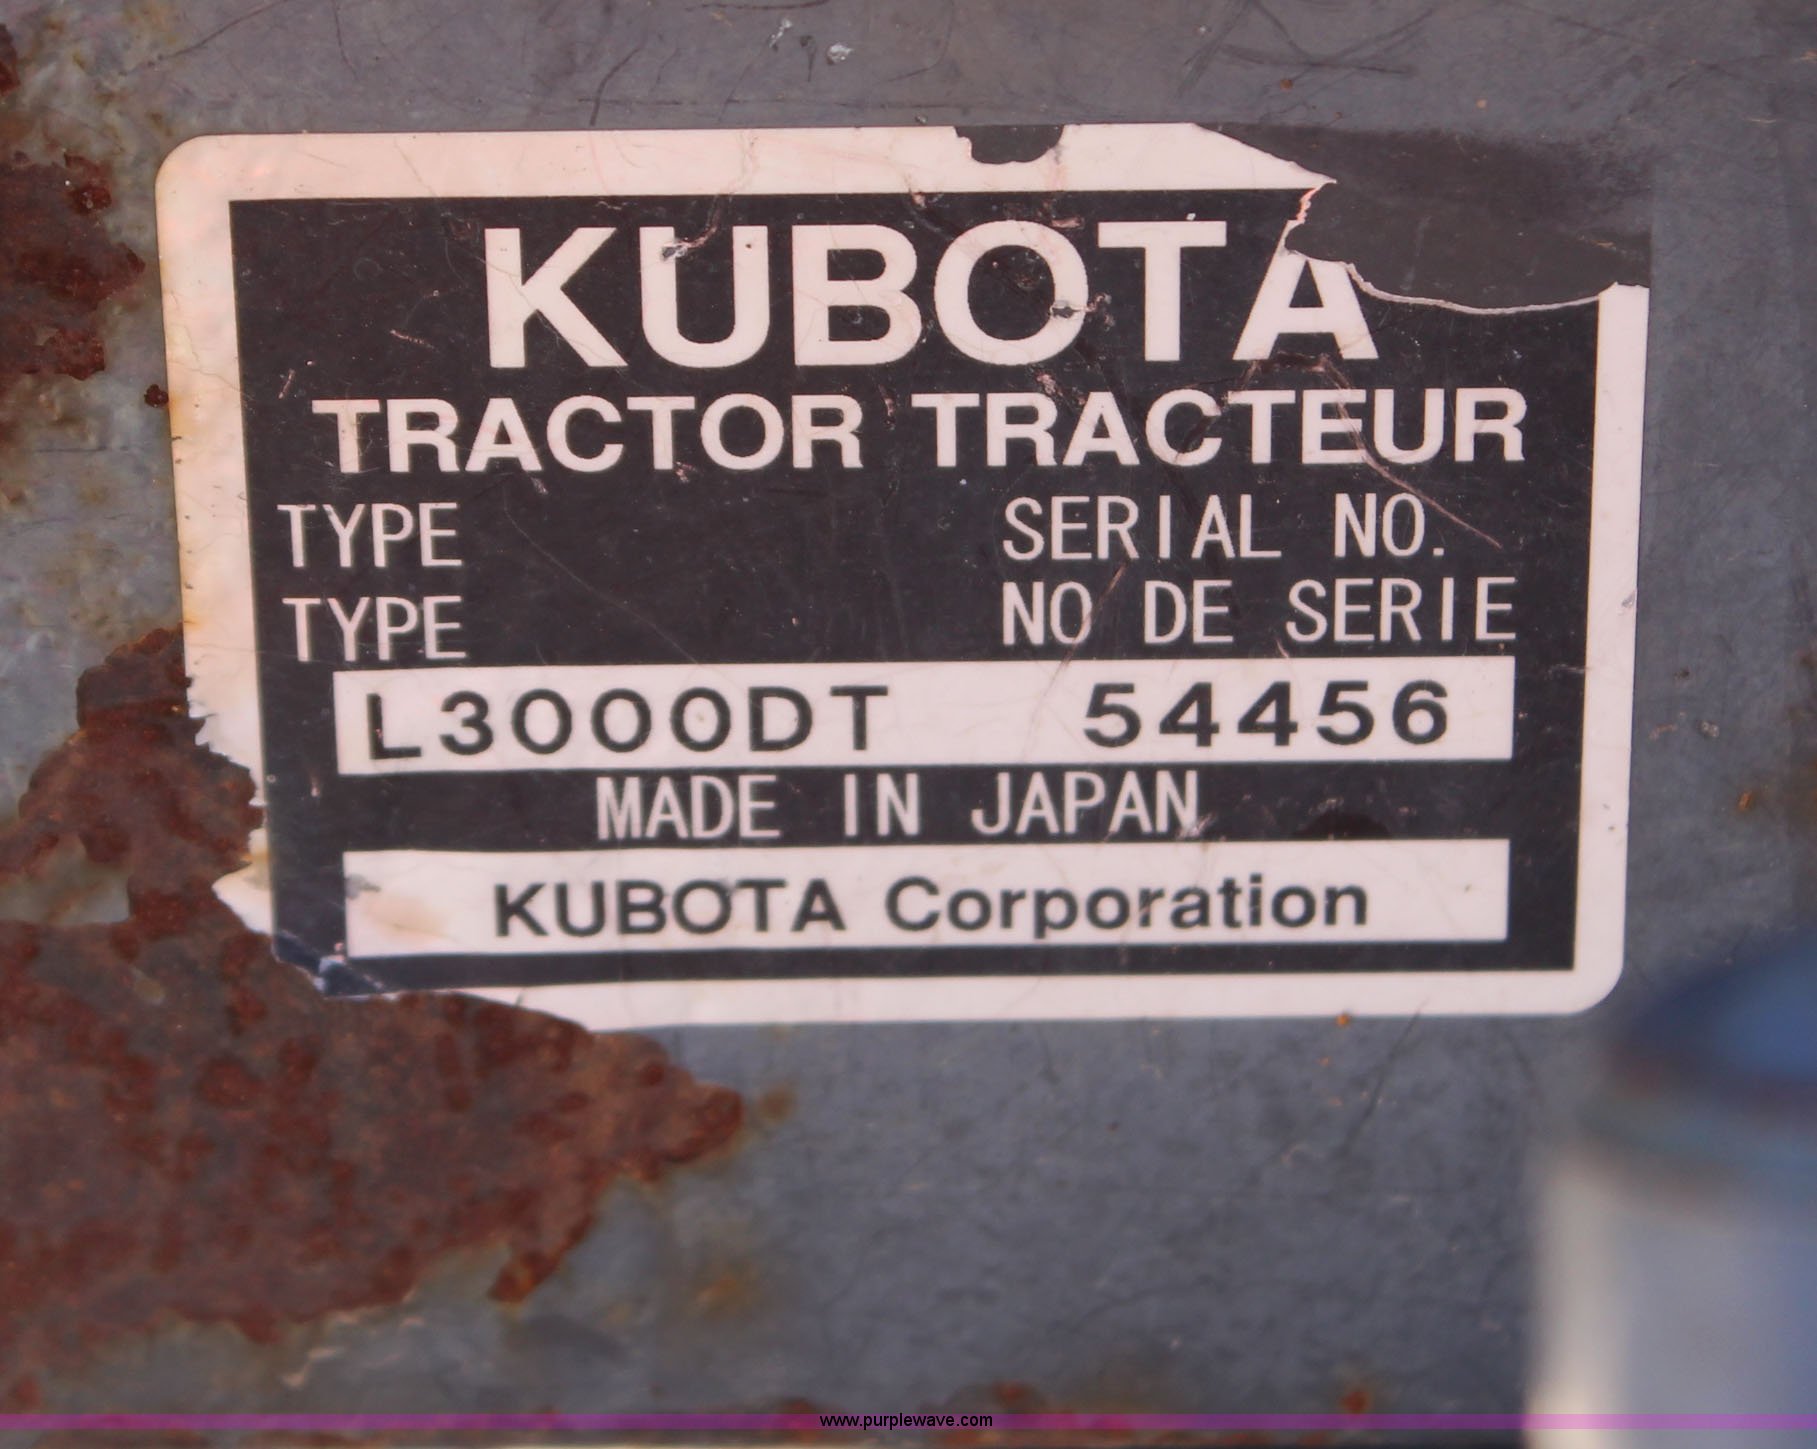 KUBOTA
TRACTOR TRACTEUR
TYPE SERIAL NO.
TYPE NO DE SERIE
L3000DT 54456
MADE IN JAPAN
KUBOTA Corporation
www.purplewave.com